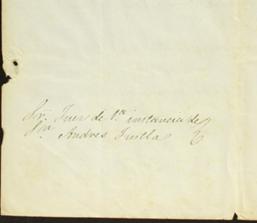 Sr. Juez de 1ª instancia de
Sn Andres Tuxtla